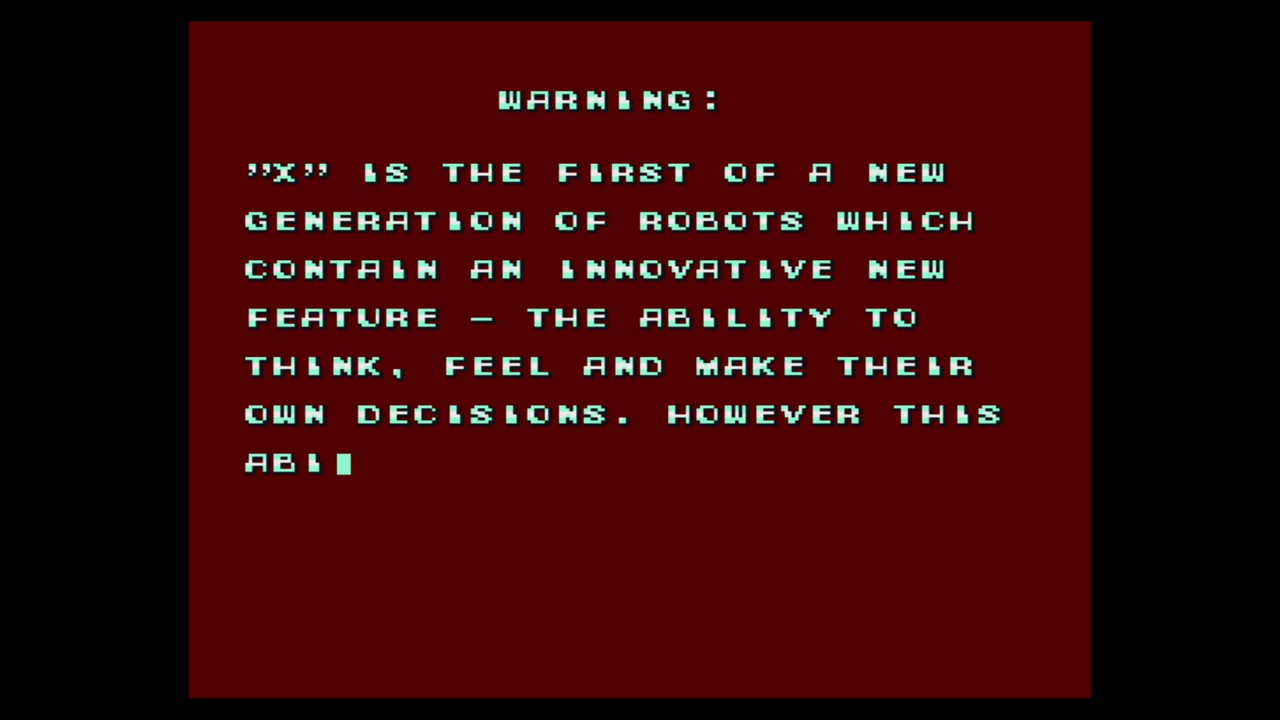 WARNING:
"X" IS THE FIRST OF A NEW
GENERATION OF ROBOTS WHICH
CONTAIN AN INNOVATIVE NEW
FEATURE – THE ABILITY TO
THINK, FEEL AND MAKE THEIR
OWN DECISIONS. HOWEVER THIS
ABI